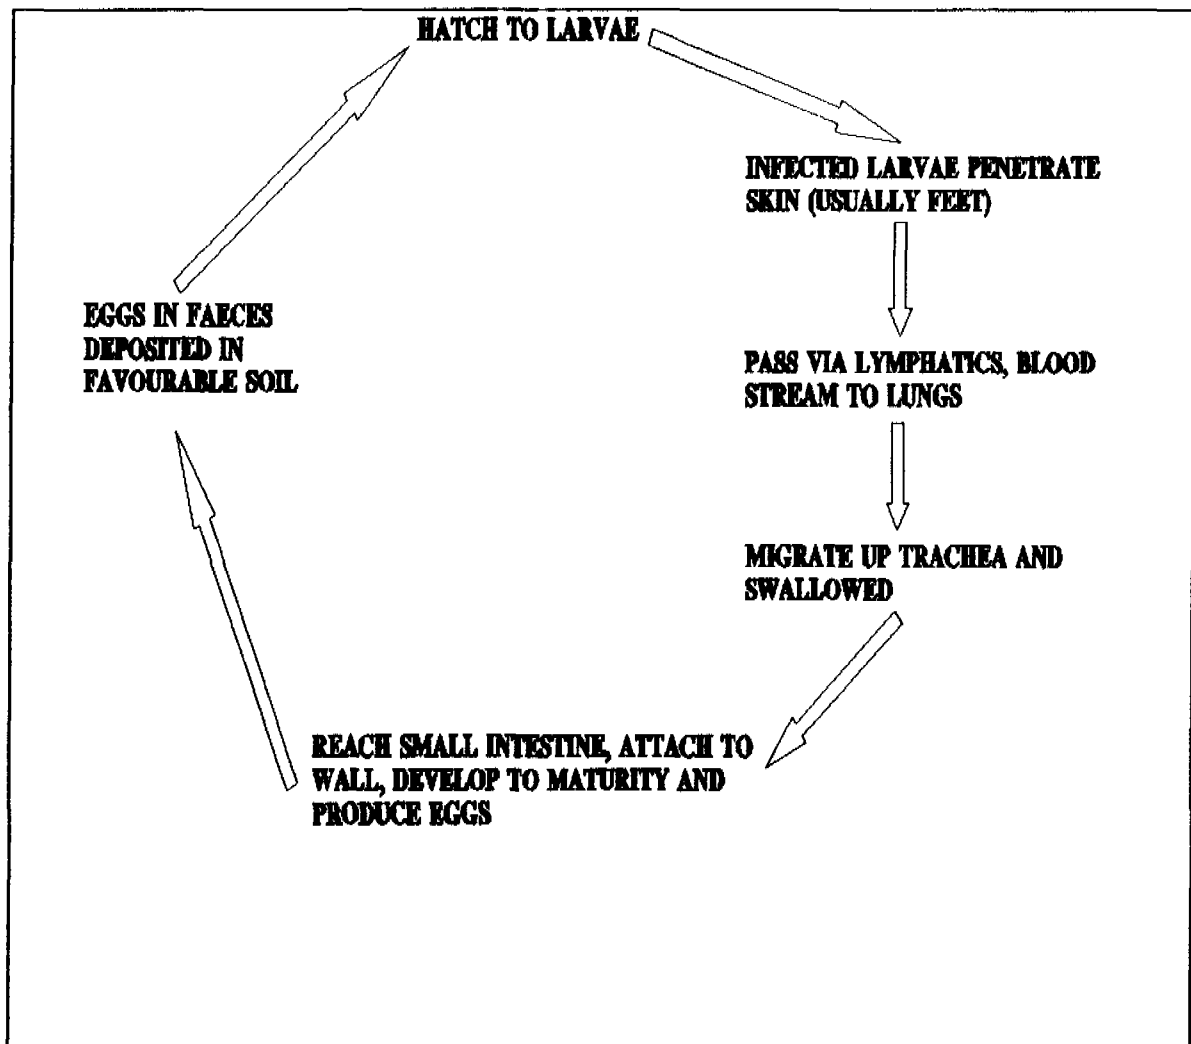 HATCH TO LARVAE
INFECTED LARVAE PENETRATE
SKIN (USUALLY FEET)
PASS VIA LYMPHATICS, BLOOD
STREAM TO LUNGS
MIGRATE UP TRACHEA AND
SWALLOWED
REACH SMALL INTESTINE, ATTACH TO
WALL, DEVELOP TO MATURITY AND
PRODUCE EGGS
EGGS IN FAECES
DEPOSITED IN
FAVOURABLE SOIL